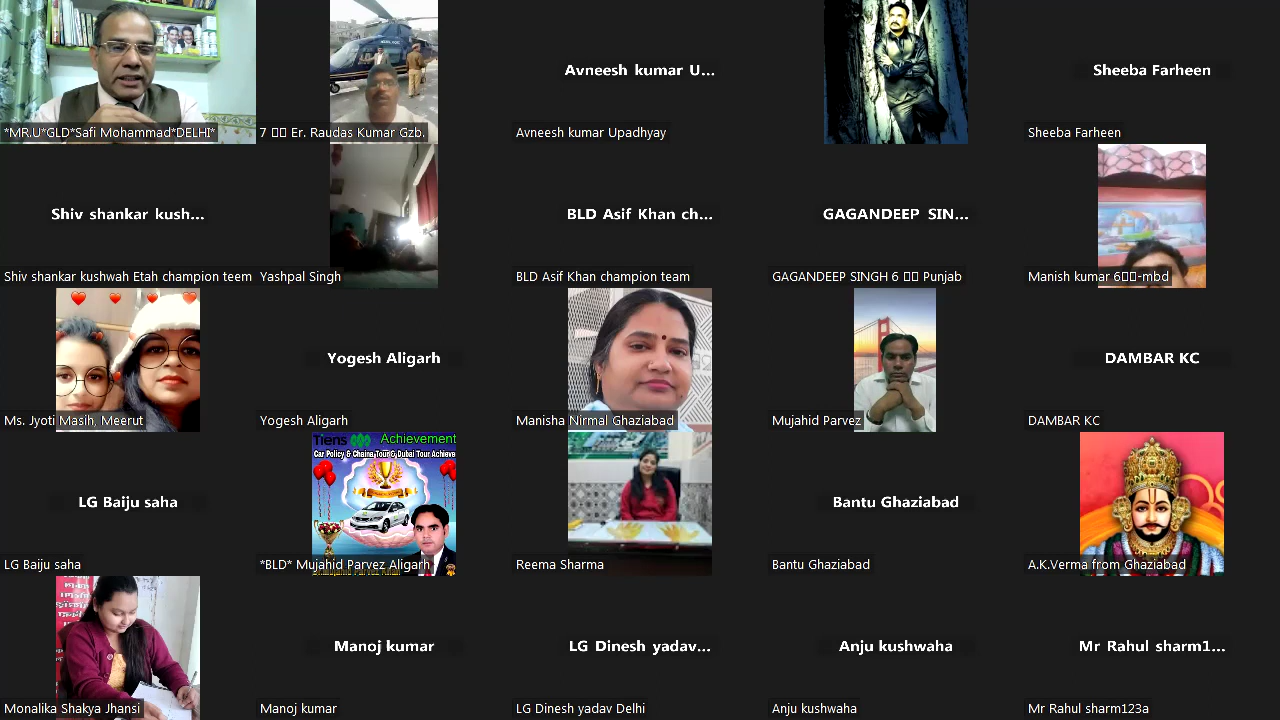 *MR.U*GLD*Safi Mohammad*DELHI*
7 Er. Raudas Kumar Gzb.
Avneesh kumar U...
Avneesh kumar Upadhyay
Sheeba Farheen
Sheeba Farheen
Shiv shankar kush...
Shiv shankar kushwah Etah champion teem
Yashpal Singh
BLD Asif Khan ch...
BLD Asif Khan champion team
GAGANDEEP SIN...
GAGANDEEP SINGH 6 Punjab
Manish kumar 6-mbd
Ms. Jyoti Masih, Meerut
Yogesh Aligarh
Yogesh Aligarh
Manisha Nirmal Ghaziabad
Mujahid Parvez
DAMBAR KC
DAMBAR KC
LG Baiju saha
LG Baiju saha
Tiens Achievement
Car Policy & Chaina Tour & Dubai Tour Achieve
*BLD* Mujahid Parvez Aligarh
Reema Sharma
Bantu Ghaziabad
Bantu Ghaziabad
A.K.Verma from Ghaziabad
Monalika Shakya Jhansi
Manoj kumar
Manoj kumar
LG Dinesh yadav...
LG Dinesh yadav Delhi
Anju kushwaha
Anju kushwaha
Mr Rahul sharm1...
Mr Rahul sharm123a